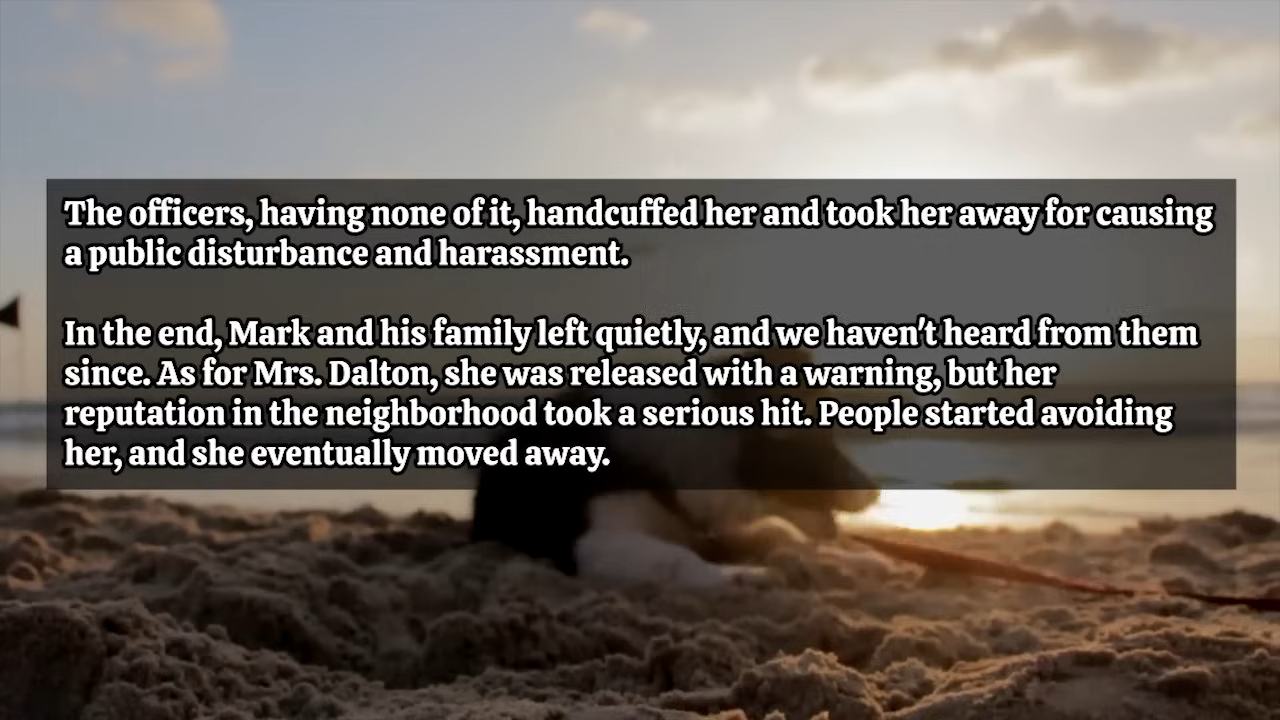 The officers, having none of it, handcuffed her and took her away for causing
a public disturbance and harassment.
In the end, Mark and his family left quietly, and we haven't heard from them
since. As for Mrs. Dalton, she was released with a warning, but her
reputation in the neighborhood took a serious hit. People started avoiding
her, and she eventually moved away.